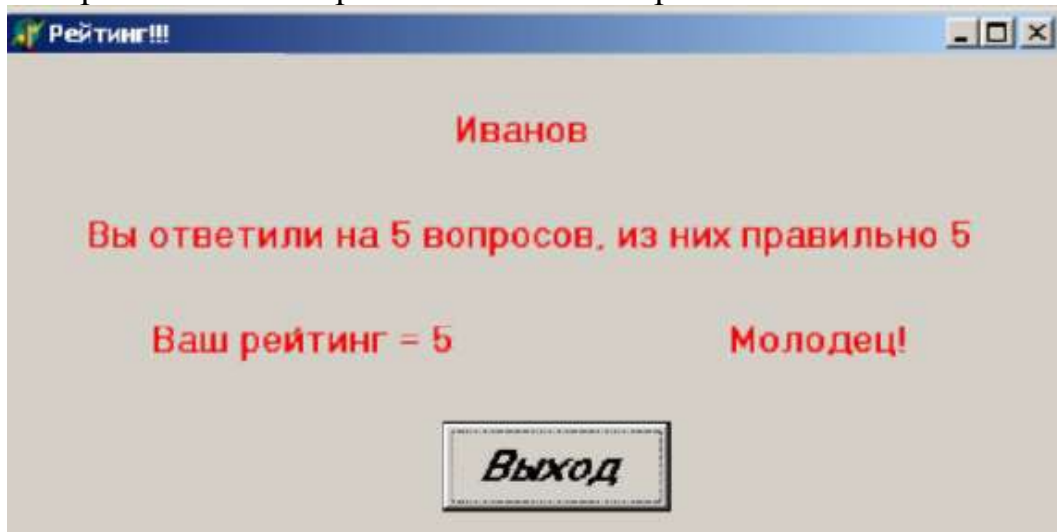 Рейтинг!!!
Иванов
Вы ответили на 5 вопросов, из них правильно 5
Ваш рейтинг = 5 Молодец!
Выход